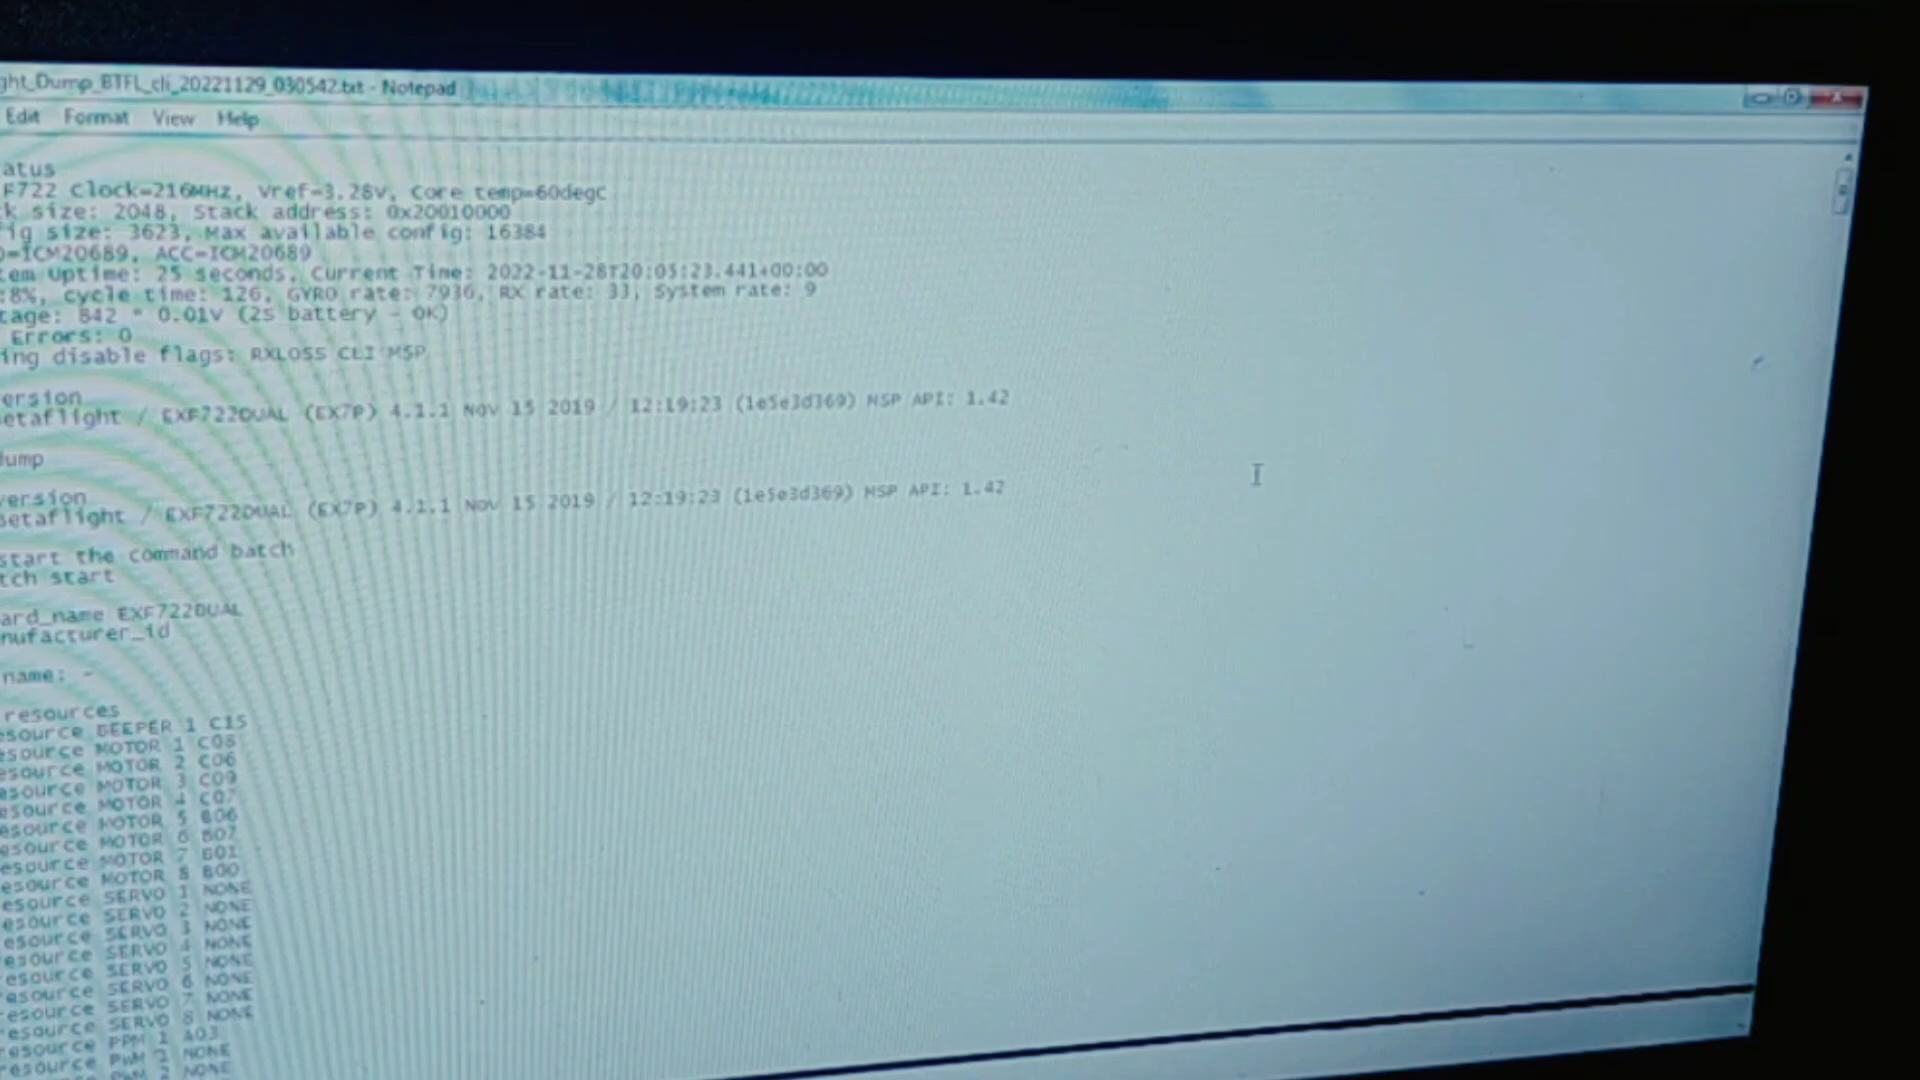 ght_Dump_BTFL_cli_20221129_030542.txt - Notepad
Edit Format View Help
atus
F722 Clock=216MHz, Vref=3.28V, Core temp=60degC
k size: 2048, Stack address: 0x20010000
ig size: 3623, Max available config: 16384
O=ICM20689, ACC=ICM20689
tem Uptime: 25 seconds, Current Time: 2022-11-28T20:05:23.441+00:00
:8%, cycle time: 126, GYRO rate: 7936, RX rate: 33, System rate: 9
tage: 842 * 0.01V (2S battery - OK)
Errors: 0
ing disable flags: RXLOSS CLI MSP
ersion
etaflight / EXF722DUAL (EX7P) 4.1.1 Nov 15 2019 / 12:19:23 (1e5e3d369) MSP API: 1.42
dump
version
Betaflight / EXF722DUAL (EX7P) 4.1.1 Nov 15 2019 / 12:19:23 (1e5e3d369) MSP API: 1.42
start the command batch
tch start
ard_name EXF722DUAL
nufacturer_id
name: -
resources
esource BEEPER 1 C15
esource MOTOR 1 C08
esource MOTOR 2 C06
esource MOTOR 3 C09
esource MOTOR 4 C07
esource MOTOR 5 B06
esource MOTOR 6 B07
esource MOTOR 7 B01
esource MOTOR 8 B00
esource SERVO 1 NONE
esource SERVO 2 NONE
esource SERVO 3 NONE
esource SERVO 4 NONE
esource SERVO 5 NONE
esource SERVO 6 NONE
esource SERVO 7 NONE
esource SERVO 8 NONE
esource PPM 1 A03
esource PWM 1 NONE
esource PWM 2 NONE